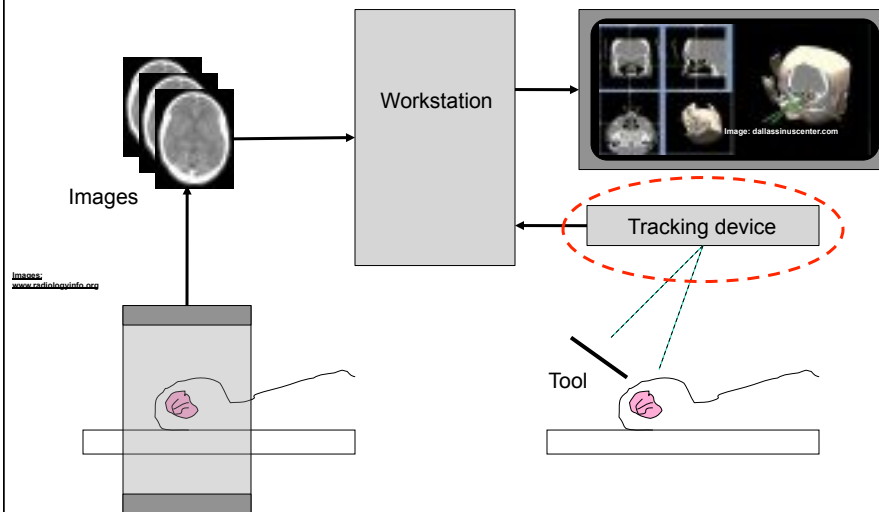 Workstation
Image: dallassinuscenter.com
Images
Tracking device
Images:
www.radiologyinfo.org
Tool